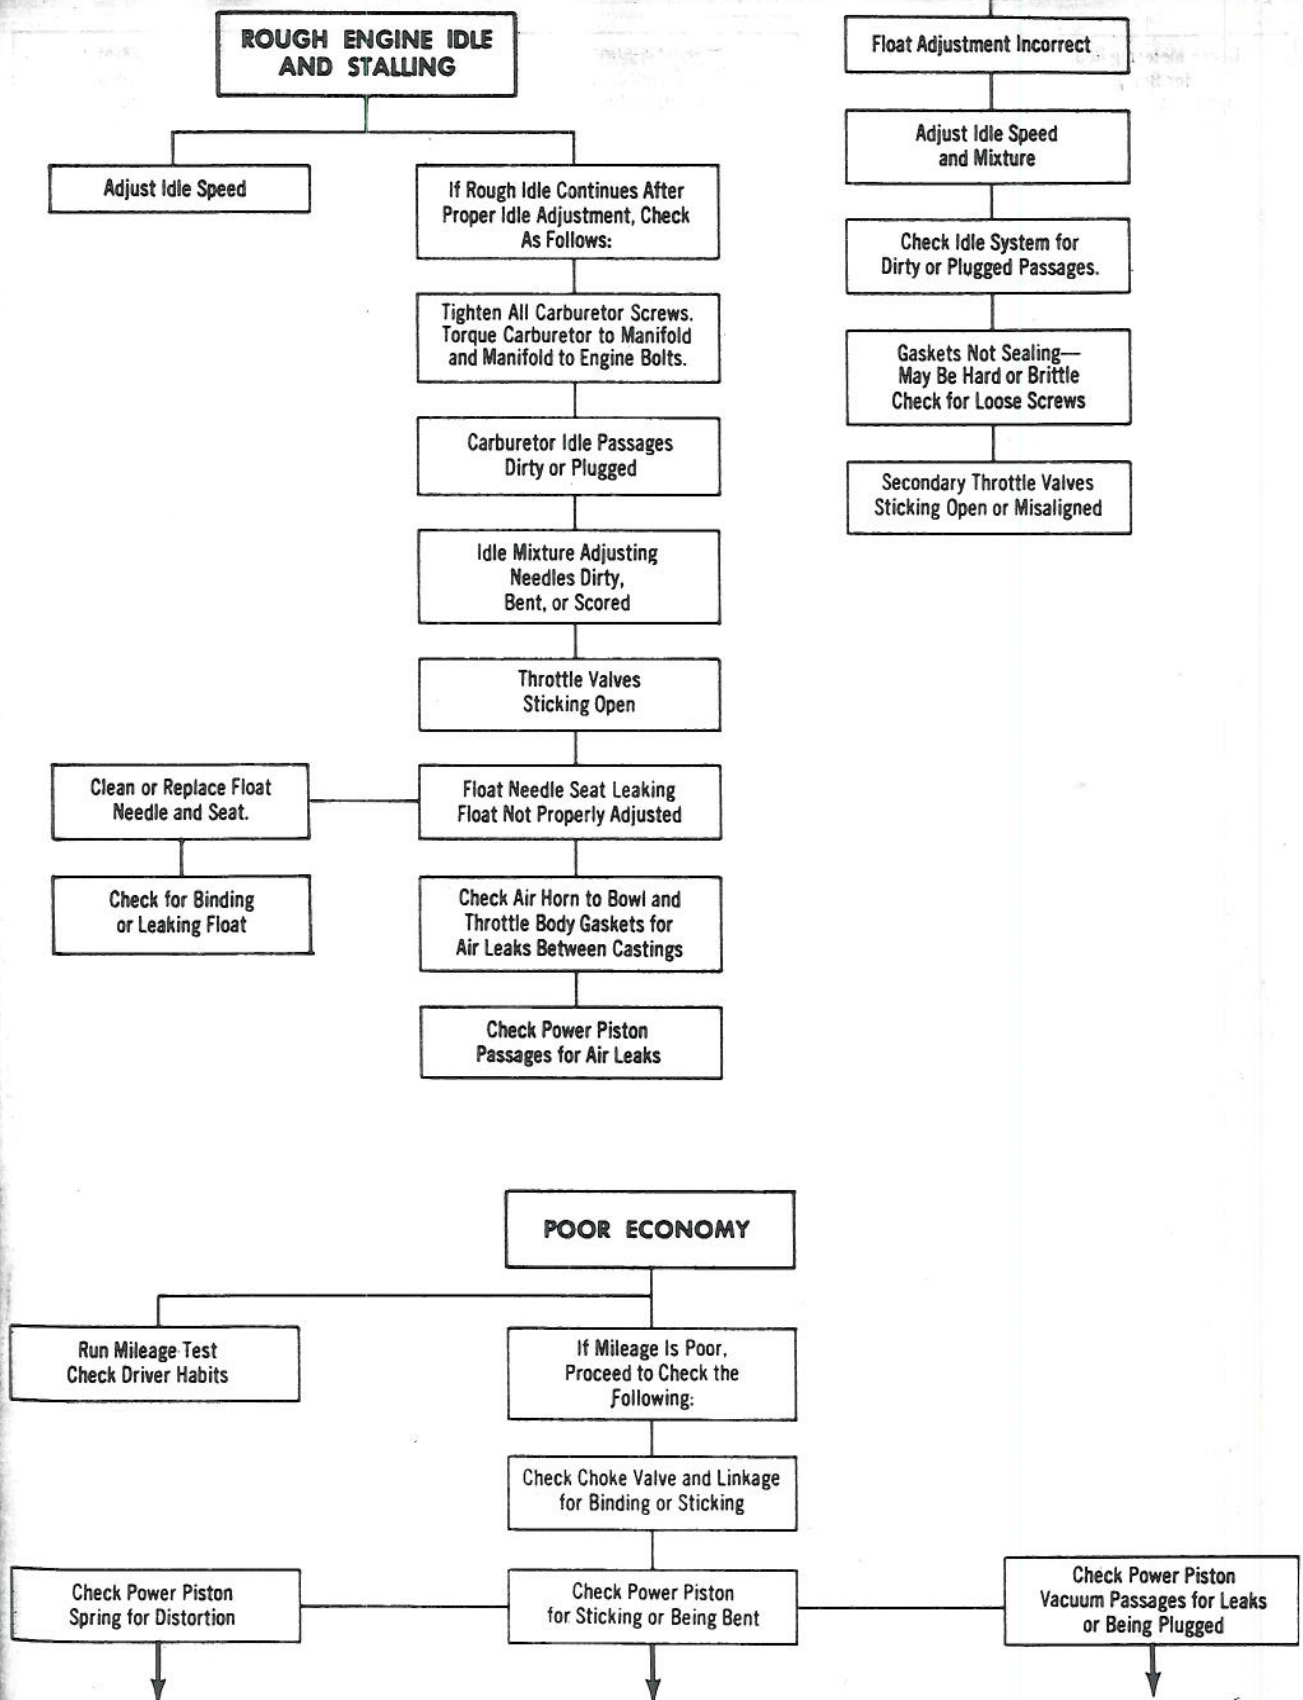 ROUGH ENGINE IDLE
AND STALLING
Adjust Idle Speed
If Rough Idle Continues After
Proper Idle Adjustment, Check
As Follows:
Tighten All Carburetor Screws.
Torque Carburetor to Manifold
and Manifold to Engine Bolts.
Carburetor Idle Passages
Dirty or Plugged
Idle Mixture Adjusting
Needles Dirty,
Bent, or Scored
Throttle Valves
Sticking Open
Float Needle Seat Leaking
Float Not Properly Adjusted
Clean or Replace Float
Needle and Seat.
Check for Binding
or Leaking Float
Check Air Horn to Bowl and
Throttle Body Gaskets for
Air Leaks Between Castings
Check Power Piston
Passages for Air Leaks
Float Adjustment Incorrect
Adjust Idle Speed
and Mixture
Check Idle System for
Dirty or Plugged Passages.
Gaskets Not Sealing—
May Be Hard or Brittle
Check for Loose Screws
Secondary Throttle Valves
Sticking Open or Misaligned
POOR ECONOMY
Run Mileage Test
Check Driver Habits
If Mileage Is Poor,
Proceed to Check the
Following:
Check Choke Valve and Linkage
for Binding or Sticking
Check Power Piston
Spring for Distortion
Check Power Piston
for Sticking or Being Bent
Check Power Piston
Vacuum Passages for Leaks
or Being Plugged